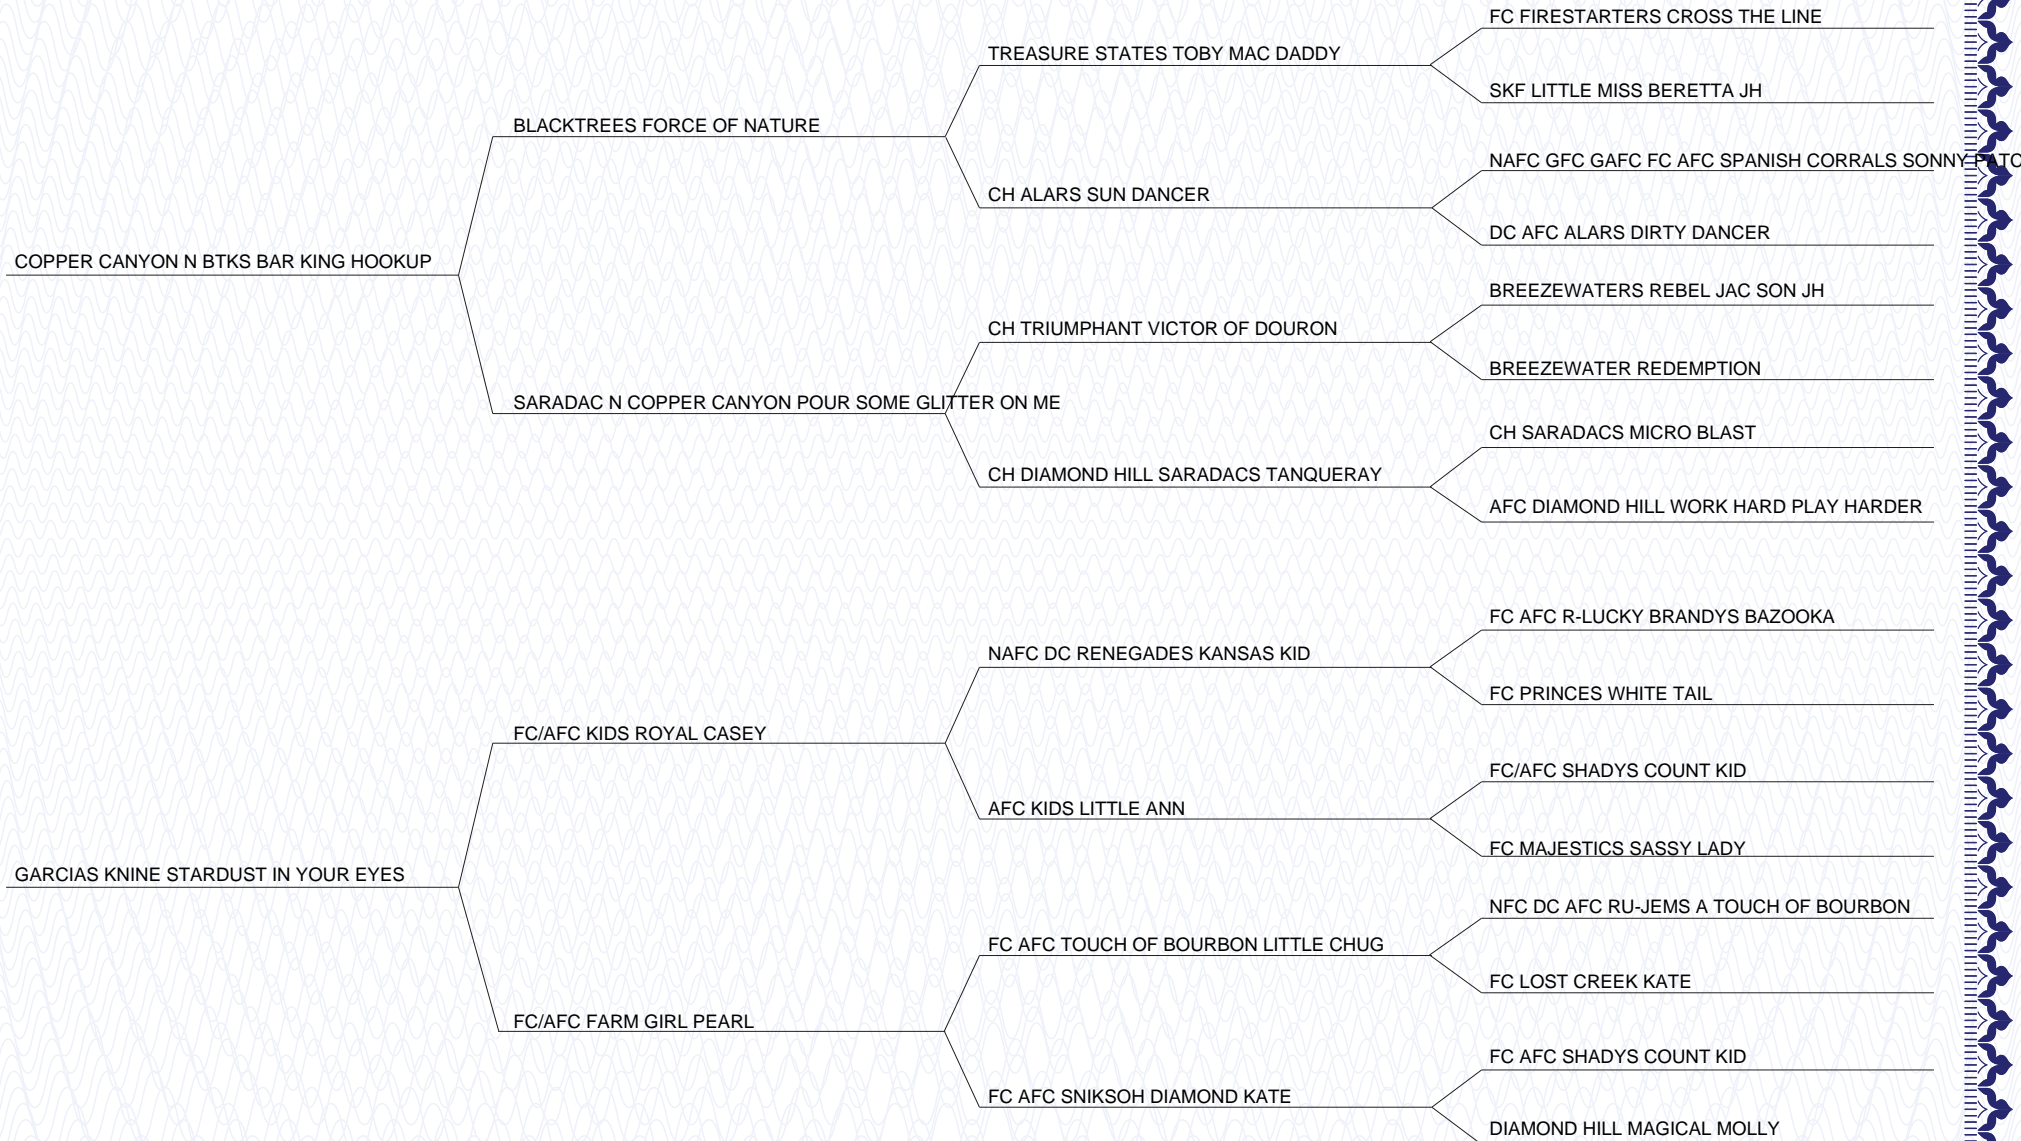 FC FIRESTARTERS CROSS THE LINE
TREASURE STATES TOBY MAC DADDY
SKF LITTLE MISS BERETTA JH
BLACKTREES FORCE OF NATURE
NAFC GFC GAFC FC AFC SPANISH CORRALS SONNY
CH ALARS SUN DANCER
DC AFC ALARS DIRTY DANCER
COPPER CANYON N BTKS BAR KING HOOKUP
BREEZEWATERS REBEL JAC SON JH
CH TRIUMPHANT VICTOR OF DOURON
BREEZEWATER REDEMPTION
SARADAC N COPPER CANYON POUR SOME GLITTER ON ME
CH SARADACS MICRO BLAST
CH DIAMOND HILL SARADACS TANQUERAY
AFC DIAMOND HILL WORK HARD PLAY HARDER
FC AFC R-LUCKY BRANDYS BAZOOKA
NAFC DC RENEGADES KANSAS KID
FC PRINCES WHITE TAIL
FC/AFC KIDS ROYAL CASEY
FC/AFC SHADYS COUNT KID
AFC KIDS LITTLE ANN
FC MAJESTICS SASSY LADY
GARCIAS KNINE STARDUST IN YOUR EYES
NFC DC AFC RU-JEMS A TOUCH OF BOURBON
FC AFC TOUCH OF BOURBON LITTLE CHUG
FC LOST CREEK KATE
FC/AFC FARM GIRL PEARL
FC AFC SHADYS COUNT KID
FC AFC SNIKSOH DIAMOND KATE
DIAMOND HILL MAGICAL MOLLY